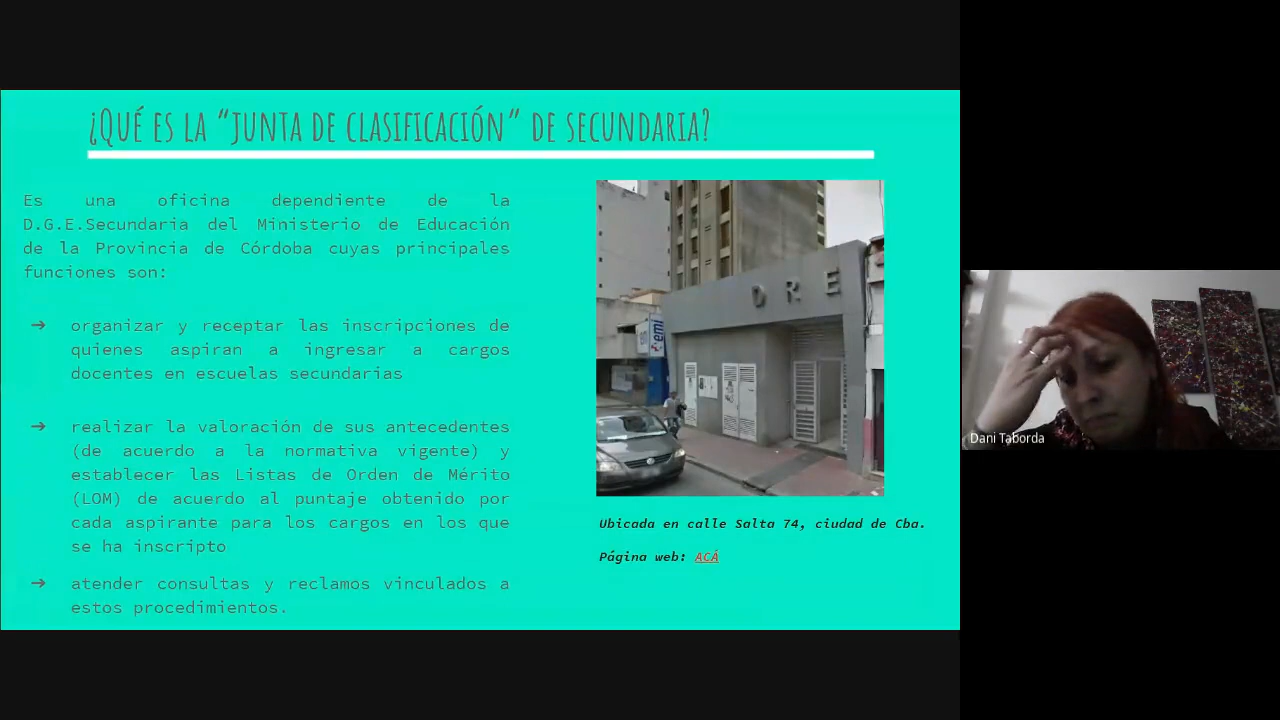 ¿Qué es la “junta de clasificación” de secundaria?
Es una oficina dependiente de la
D.G.E.Secundaria del Ministerio de Educación
de la Provincia de Córdoba cuyas principales
funciones son:
➔ organizar y receptar las inscripciones de
quienes aspiran a ingresar a cargos
docentes en escuelas secundarias
➔ realizar la valoración de sus antecedentes
(de acuerdo a la normativa vigente) y
establecer las Listas de Orden de Mérito
(LOM) de acuerdo al puntaje obtenido por
cada aspirante para los cargos en los que
se ha inscripto
➔ atender consultas y reclamos vinculados a
estos procedimientos.
D R E
Ubicada en calle Salta 74, ciudad de Cba.
Página web: ACÁ
Dani Taborda